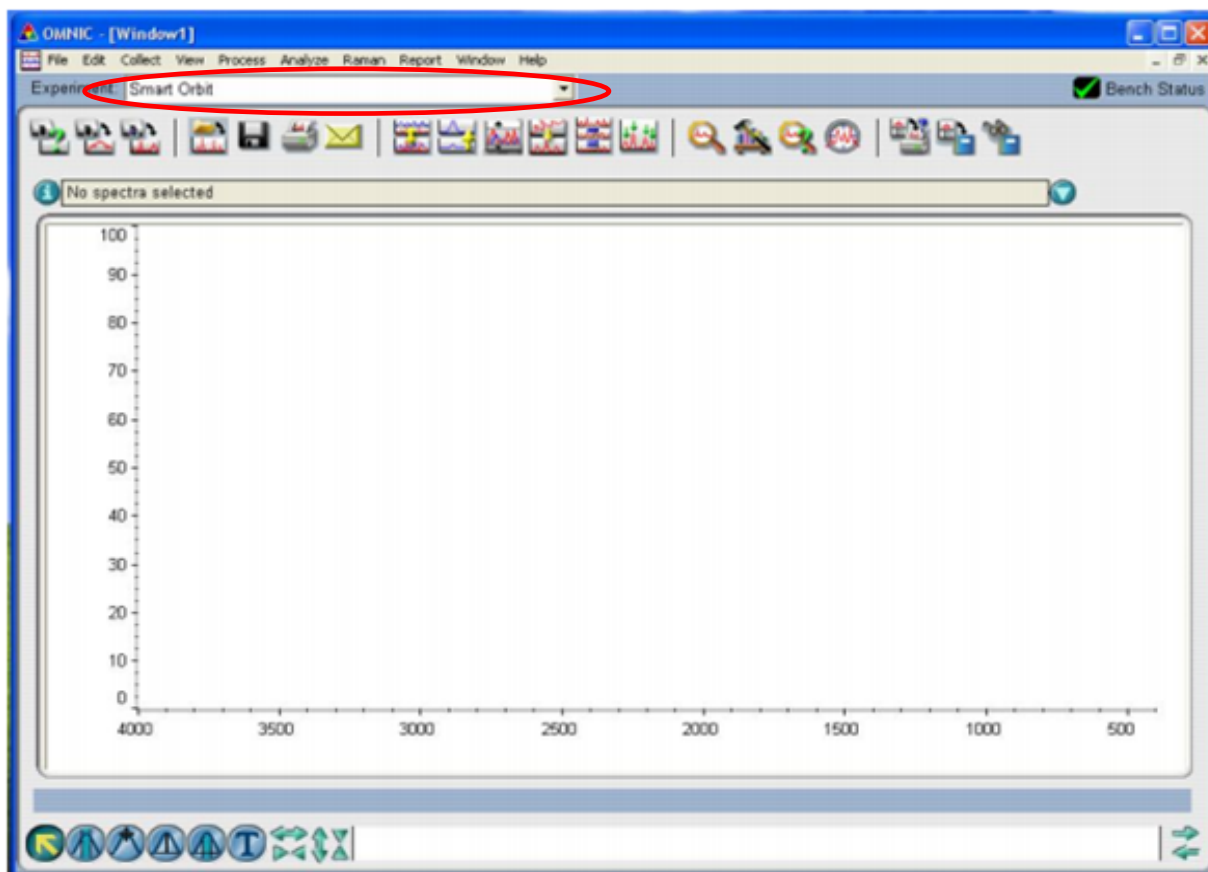 OMNIC - [Window1]
File Edit Collect View Process Analyze Raman Report Window Help
Experiment: Smart Orbit
Bench Status
No spectra selected
100
90
80
70
60
50
40
30
20
10
0
4000 3500 3000 2500 2000 1500 1000 500
T